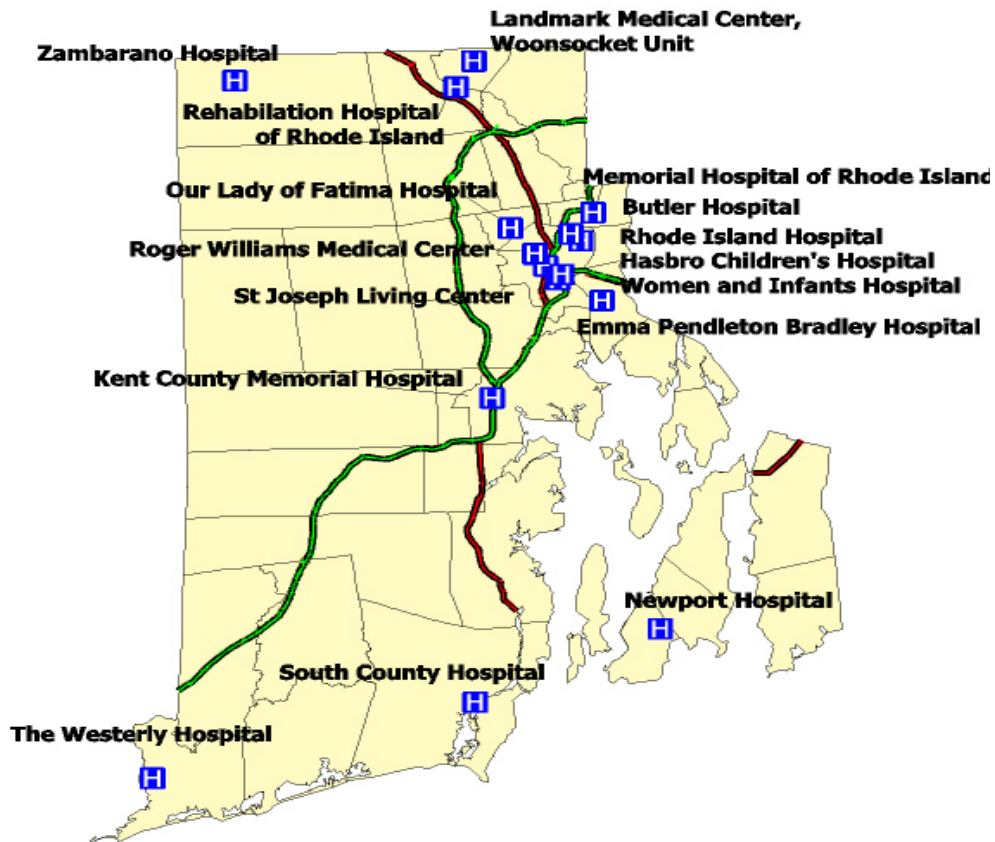 Landmark Medical Center,
Woonsocket Unit
Zambarano Hospital
H
H
H
Rehabilation Hospital
of Rhode Island
Memorial Hospital of Rhode Island
Our Lady of Fatima Hospital
Butler Hospital
H
H
H
H
Rhode Island Hospital
Roger Williams Medical Center
H
Hasbro Children's Hospital
H
H
Women and Infants Hospital
St Joseph Living Center
H
H
Emma Pendleton Bradley Hospital
Kent County Memorial Hospital
H
Newport Hospital
H
South County Hospital
H
The Westerly Hospital
H